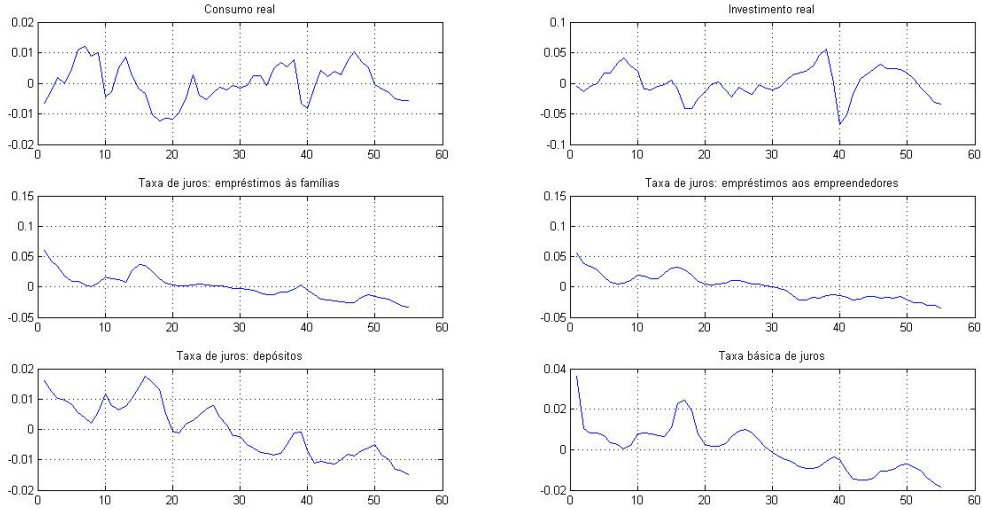 Consumo real
0.02
0.01
0
-0.01
-0.02
0 10 20 30 40 50 60
Investimento real
0.1
0.05
0
-0.05
-0.1
0 10 20 30 40 50 60
Taxa de juros: empréstimos às famílias
0.15
0.1
0.05
0
-0.05
0 10 20 30 40 50 60
Taxa de juros: empréstimos aos empreendedores
0.15
0.1
0.05
0
-0.05
0 10 20 30 40 50 60
Taxa de juros: depósitos
0.02
0.01
0
-0.01
-0.02
0 10 20 30 40 50 60
Taxa básica de juros
0.04
0.02
0
-0.02
0 10 20 30 40 50 60